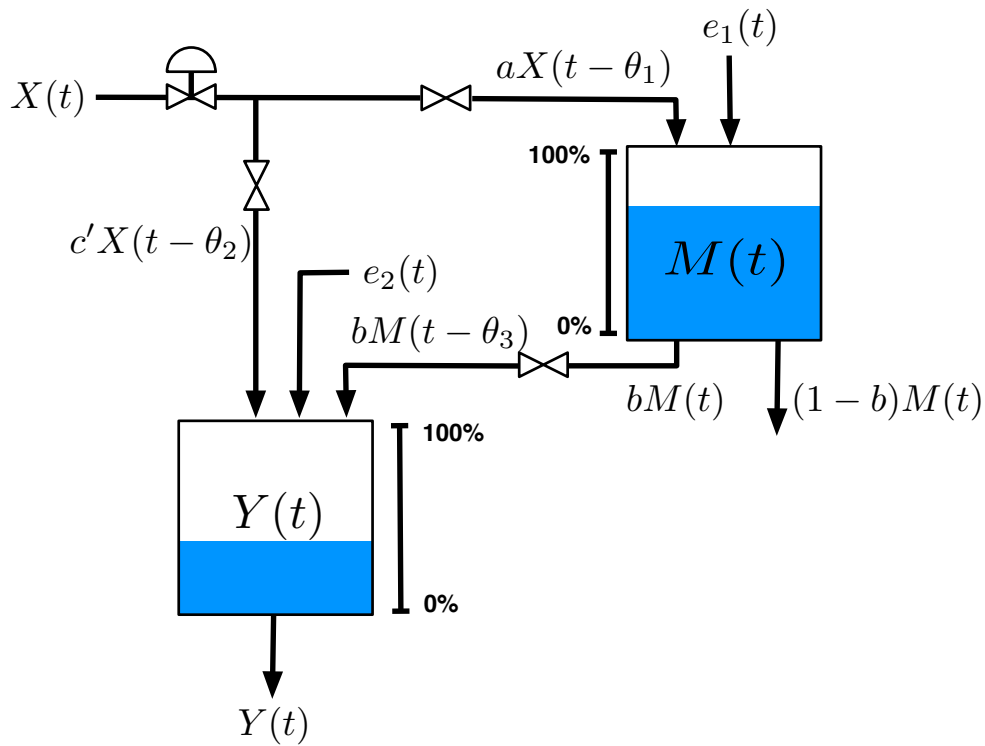 e₁(t)
aX(t − θ₁)
X(t)
100%
c′X(t − θ₂)
M(t)
e₂(t)
0%
bM(t − θ₃)
bM(t)
(1 − b)M(t)
100%
Y(t)
0%
Y(t)